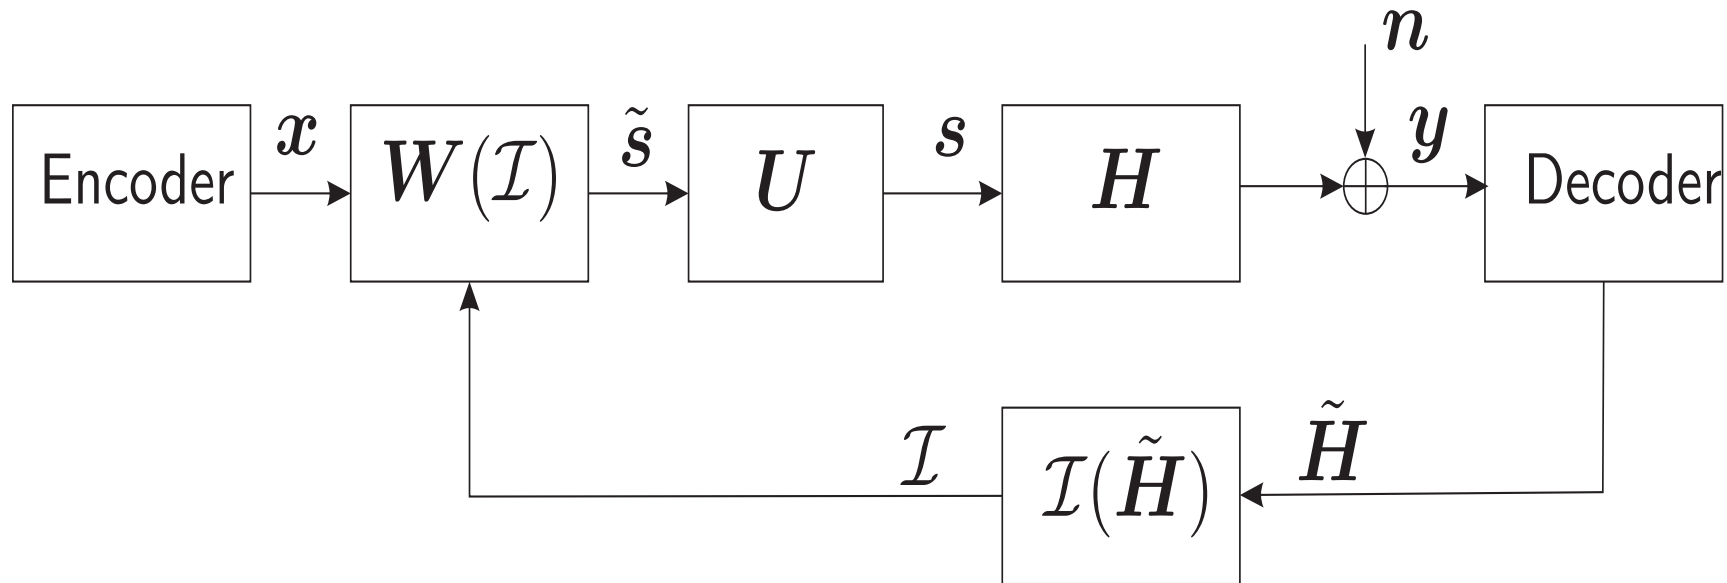 n
Encoder x W(ℐ) s̃ U s H y Decoder
ℐ ℐ(H̃) H̃